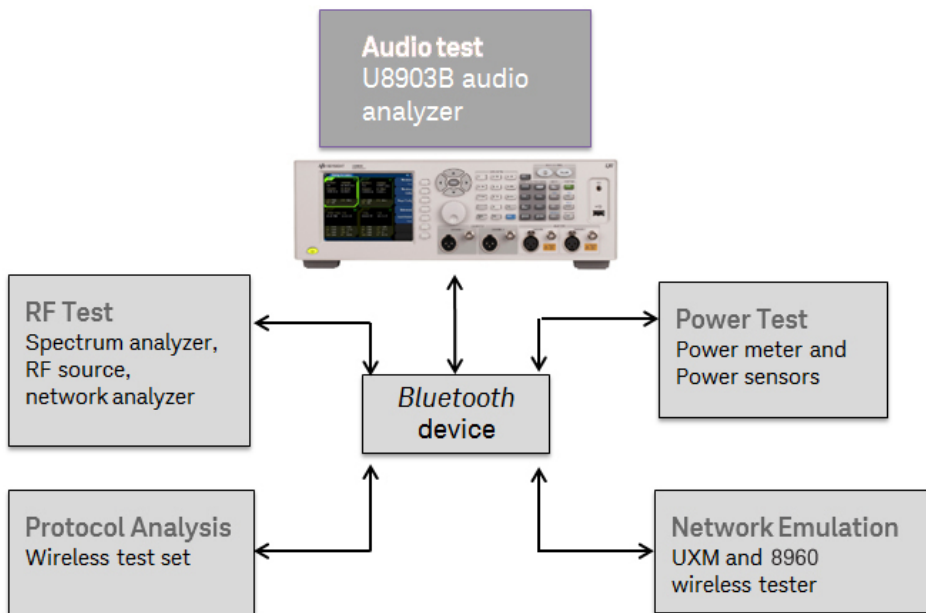 Audio test
U8903B audio
analyzer
RF Test
Spectrum analyzer,
RF source,
network analyzer
Power Test
Power meter and
Power sensors
Bluetooth
device
Protocol Analysis
Wireless test set
Network Emulation
UXM and 8960
wireless tester